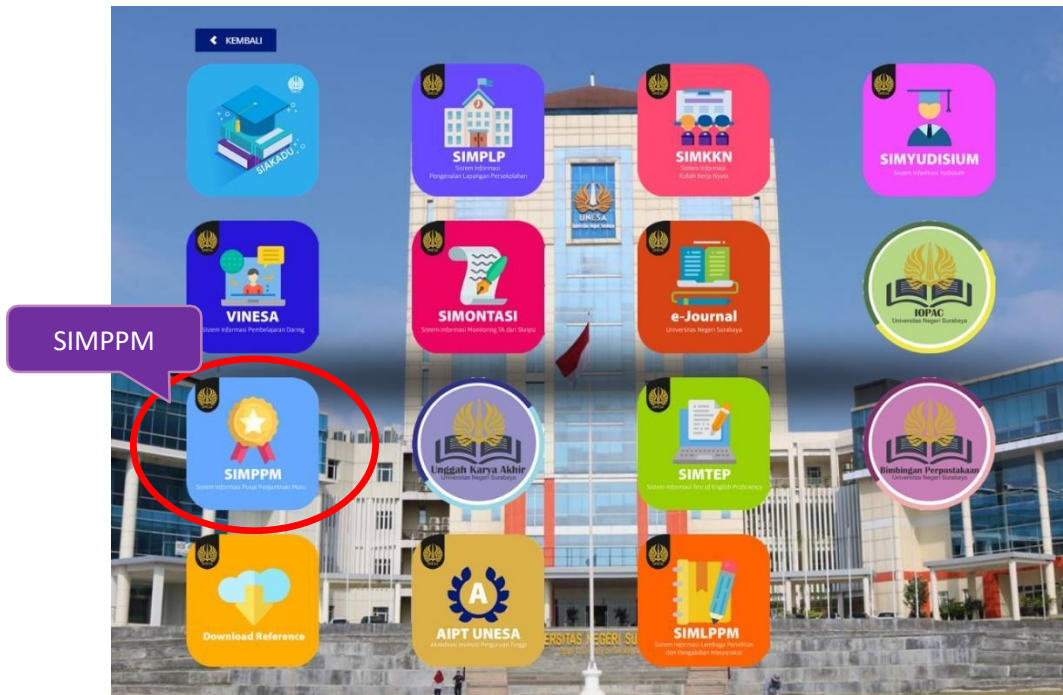 KEMBALI
SIAKADU
SIMPLP
Sistem Informasi
Pengenalan Lapangan Persekolahan
SIMKKN
Sistem Informasi
Kuliah Kerja Nyata
SIMYUDISIUM
Sistem Informasi Yudisium
UNESA
VINESA
Sistem Informasi Pembelajaran Daring
SIMONTASI
Sistem Informasi Monitoring TA dan Skripsi
e-Journal
Universitas Negeri Surabaya
IOPAC
Universitas Negeri Surabaya
SIMPPM
SIMPPM
Sistem Informasi Pusat Penjaminan Mutu
Unggah Karya Akhir
Universitas Negeri Surabaya
SIMTEP
Sistem Informasi Test of English Proficiency
Bimbingan Perpustakaan
Universitas Negeri Surabaya
Download Reference
A
AIPT UNESA
Akreditasi Institusi Perguruan Tinggi
SIMLPPM
Sistem Informasi Lembaga Penelitian
dan Pengabdian Masyarakat
ERSITAS NEGERI SU